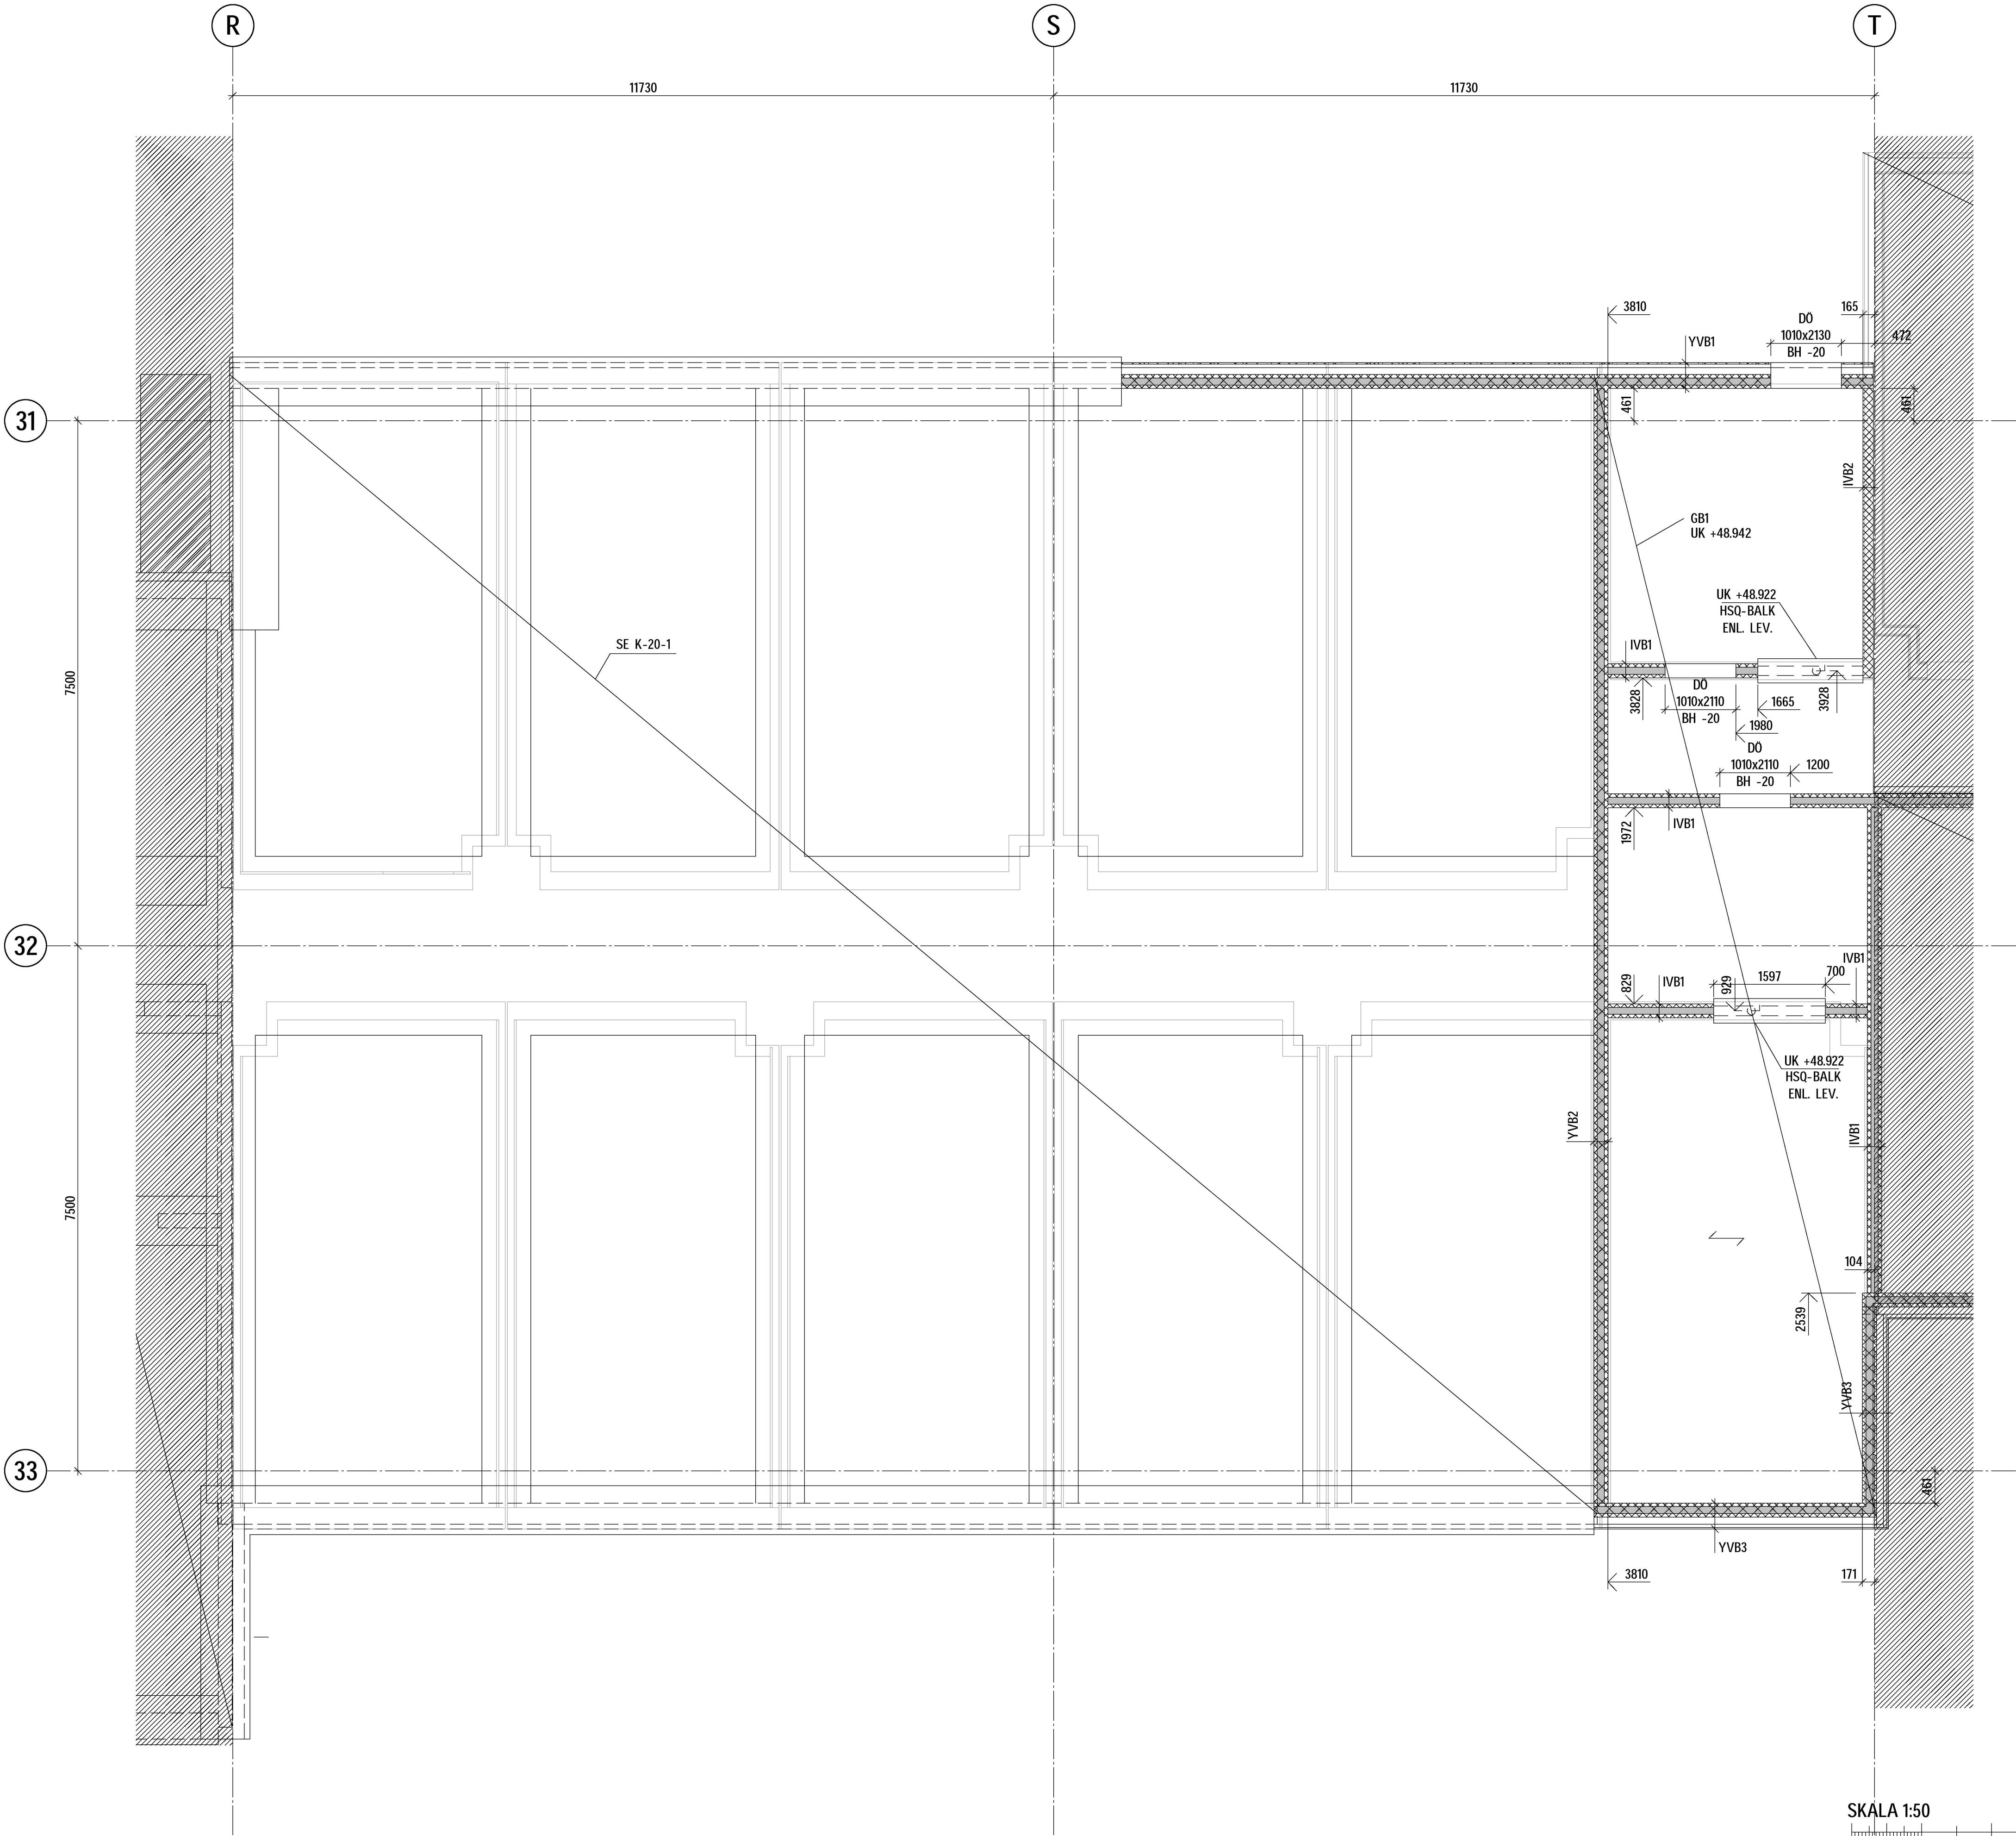 R
S
T
11730
11730
3810
165
DÖ
1010x2130
BH -20
472
YVB1
31
461
461
IVB2
GB1
UK +48.942
UK +48.922
HSQ-BALK
ENL. LEV.
SE K-20-1
IVB1
7500
3828
DÖ
1010x2110
BH -20
1665
3928
1980
DÖ
1010x2110
BH -20
1200
1972
IVB1
32
829
IVB1
929
1597
700
IVB1
UK +48.922
HSQ-BALK
ENL. LEV.
YVB2
IVB1
7500
104
2539
YVB3
33
461
YVB3
3810
171
SKALA 1:50